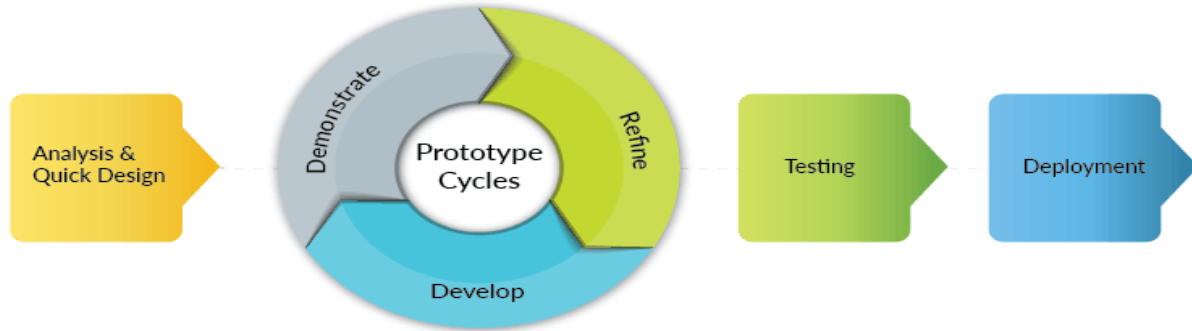 Analysis &
Quick Design
Demonstrate
Prototype
Cycles
Refine
Develop
Testing
Deployment